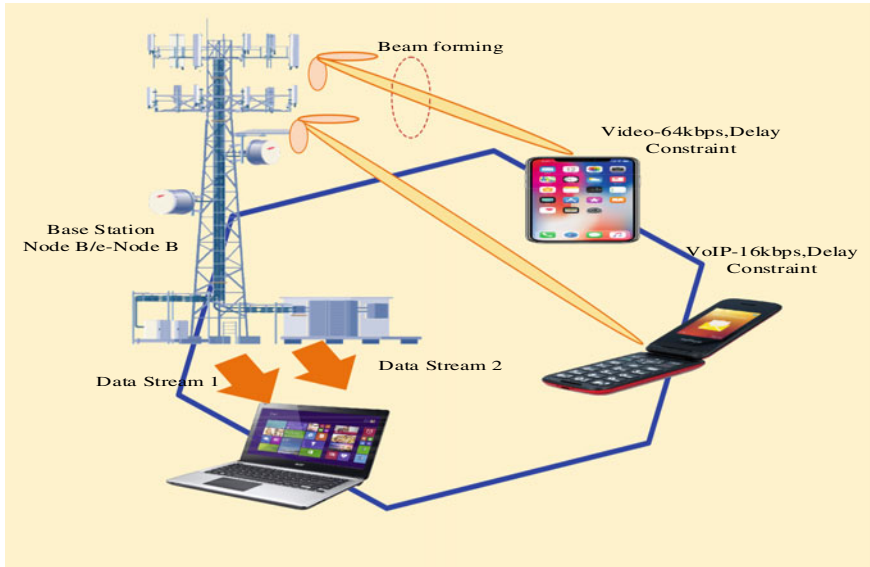 Beam forming
Video-64kbps,Delay
Constraint
Base Station
Node B/e-Node B
VoIP-16kbps,Delay
Constraint
Data Stream 1
Data Stream 2